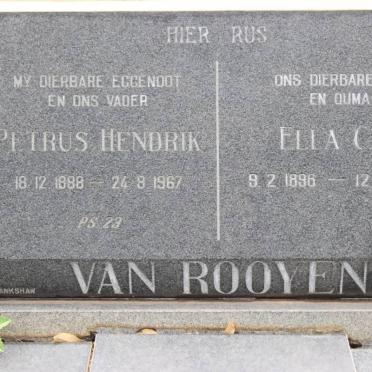 HIER RUS
MY DIERBARE EGGENOOT
EN ONS VADER
PETRUS HENDRIK
18.12.1888 — 24.8.1967
PS. 23
ONS DIERBARE
EN OUMA
ELLA C
9.2.1896 — 12
VAN ROOYEN
ANKSHAW